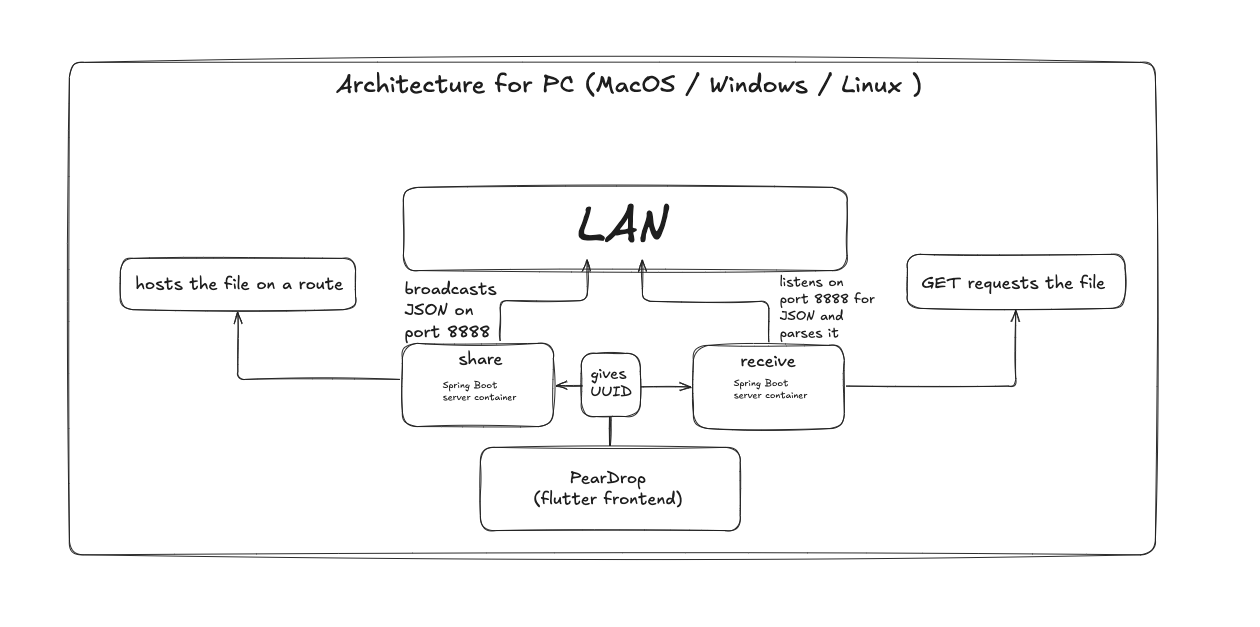 Architecture for PC (MacOS / Windows / Linux )
LAN
hosts the file on a route
broadcasts
JSON on
port 8888
listens on
port 8888 for
JSON and
parses it
GET requests the file
share
Spring Boot
server container
gives
UUID
receive
Spring Boot
server container
PearDrop
(flutter frontend)